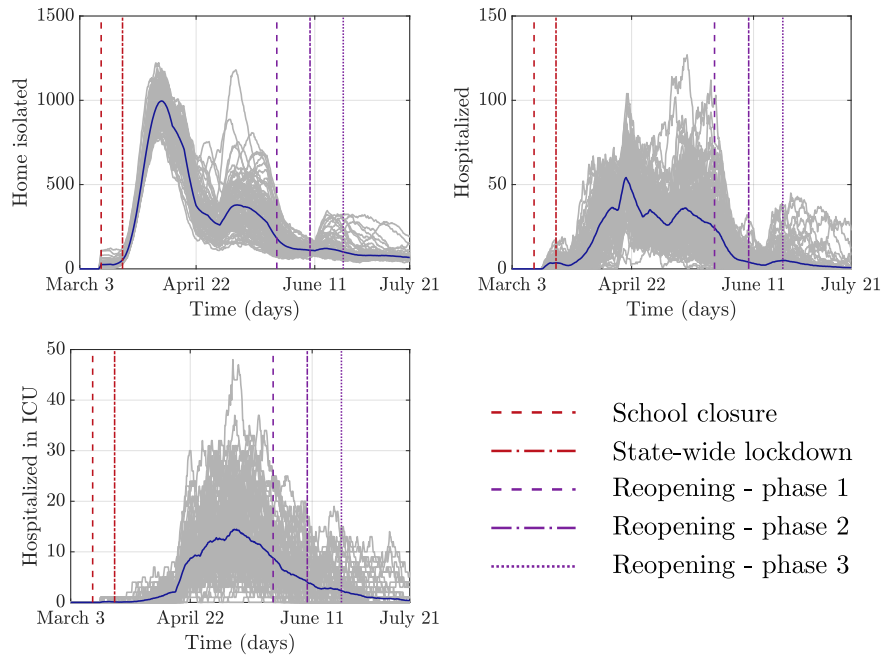 1500
1000
500
0
Home isolated
March 3
April 22
June 11
July 21
Time (days)
150
100
50
0
Hospitalized
March 3
April 22
June 11
July 21
Time (days)
50
40
30
20
10
0
Hospitalized in ICU
March 3
April 22
June 11
July 21
Time (days)
School closure
State-wide lockdown
Reopening - phase 1
Reopening - phase 2
Reopening - phase 3